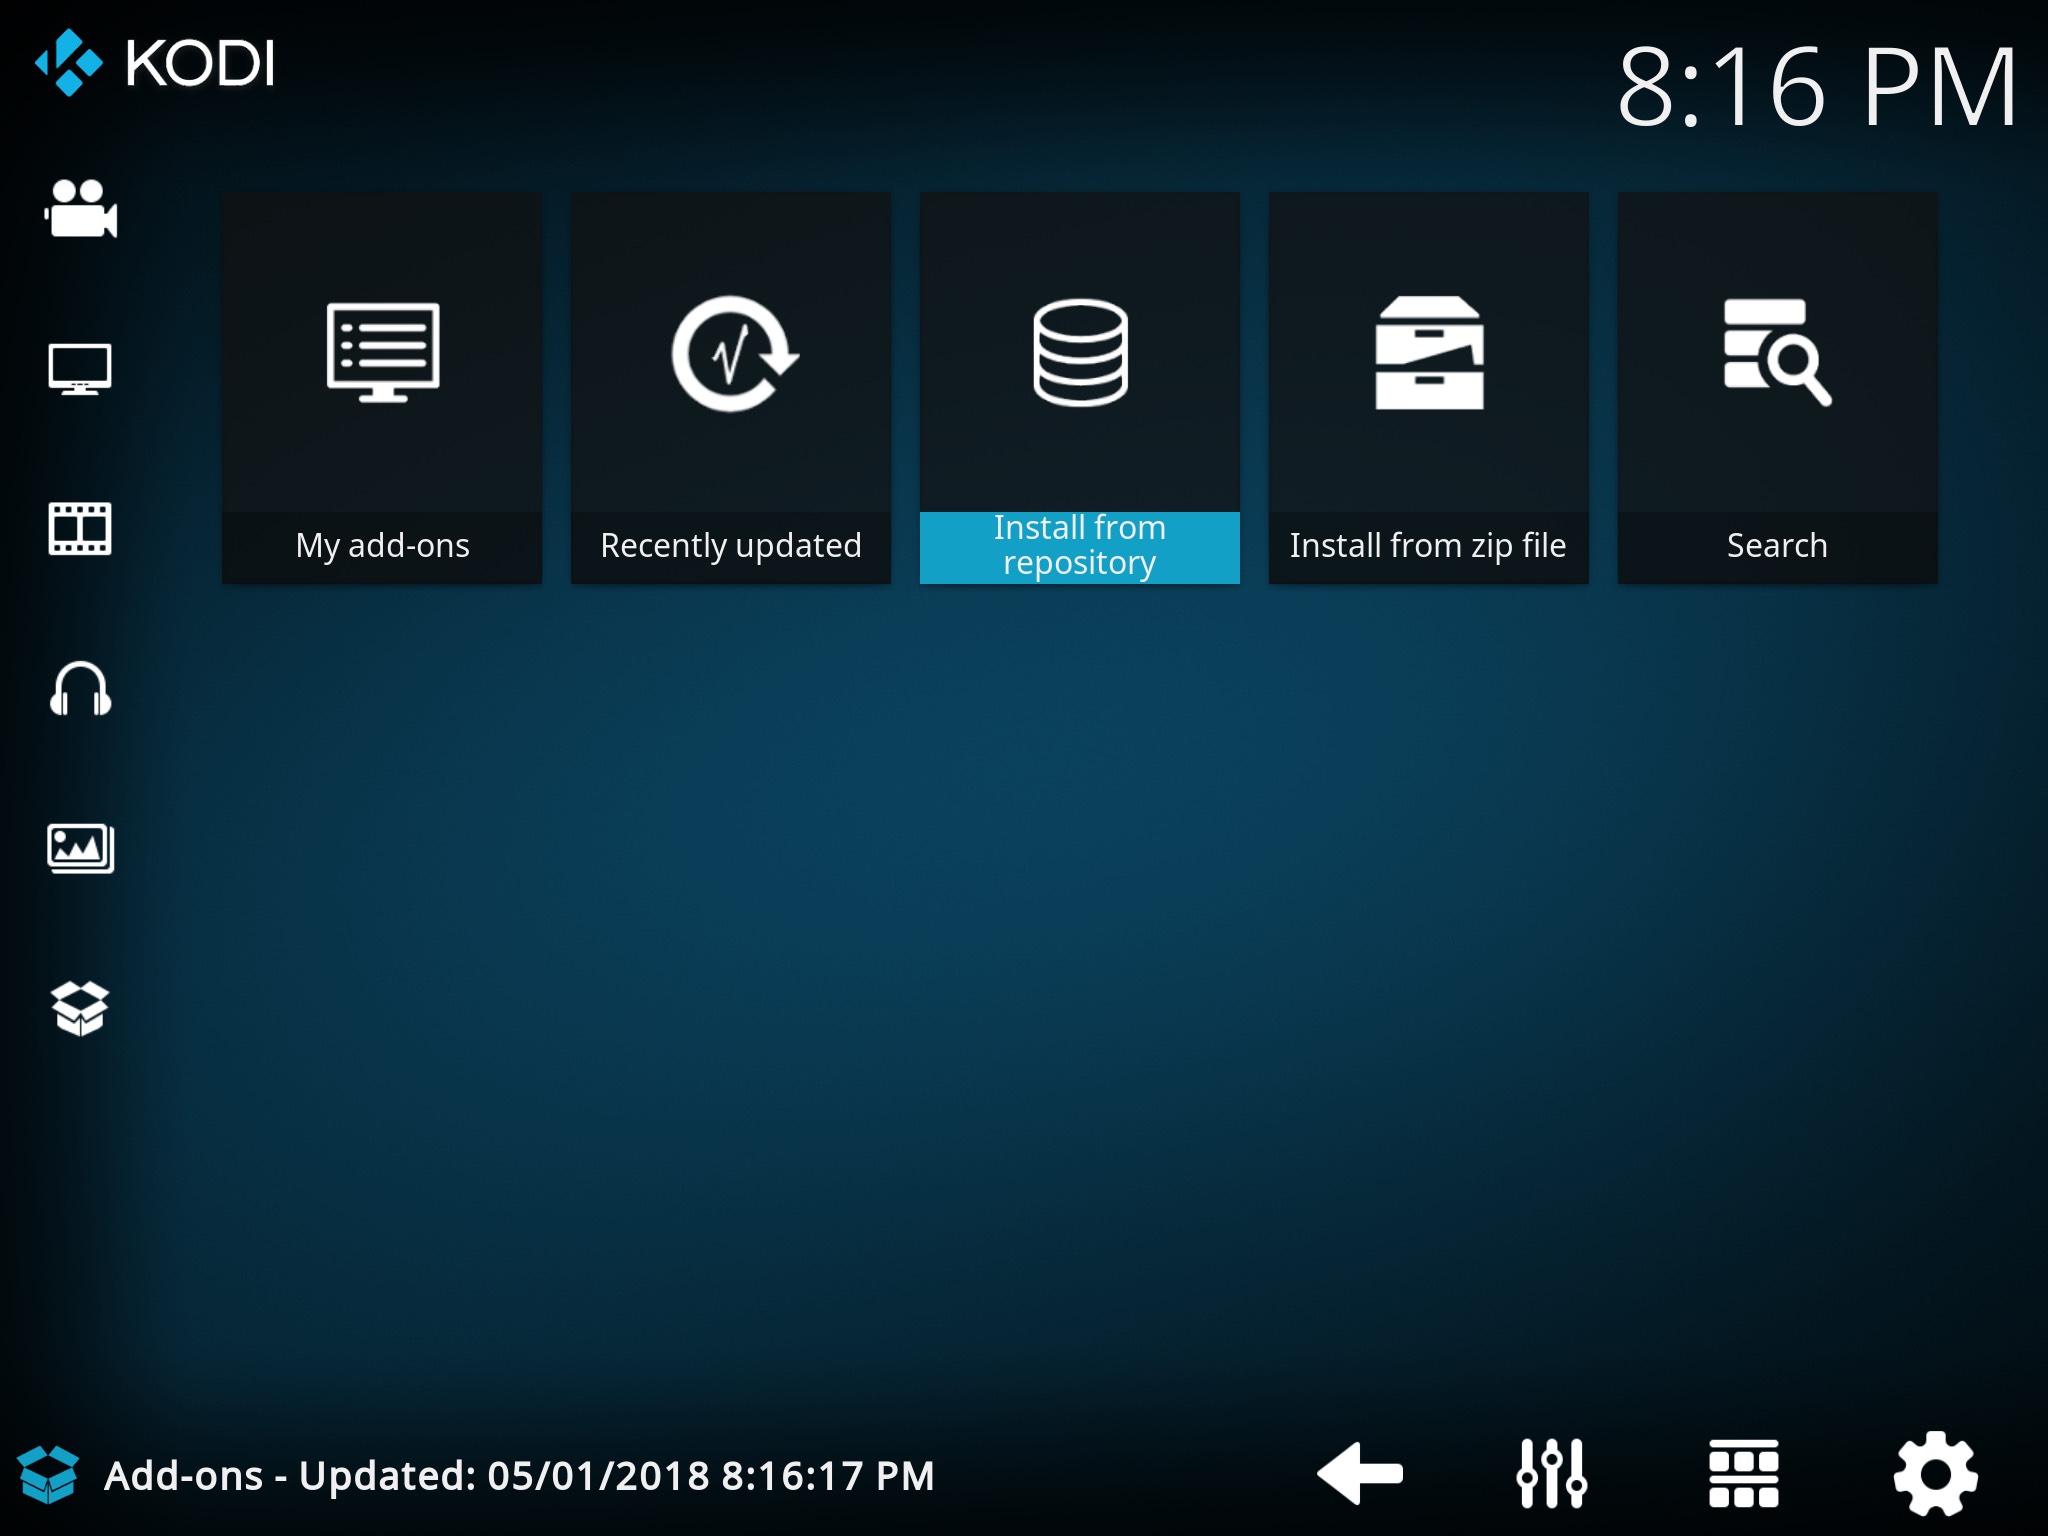 KODI
8:16 PM
My add-ons
Recently updated
Install from
repository
Install from zip file
Search
Add-ons - Updated: 05/01/2018 8:16:17 PM